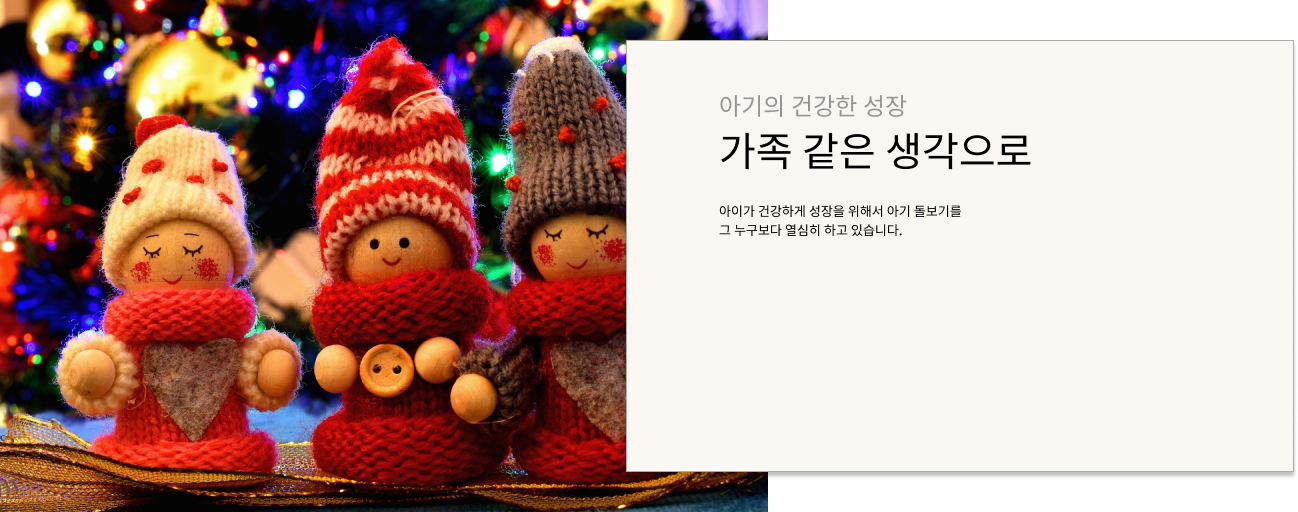 아기의 건강한 성장
가족 같은 생각으로
아이가 건강하게 성장을 위해서 아기 돌보기를
그 누구보다 열심히 하고 있습니다.